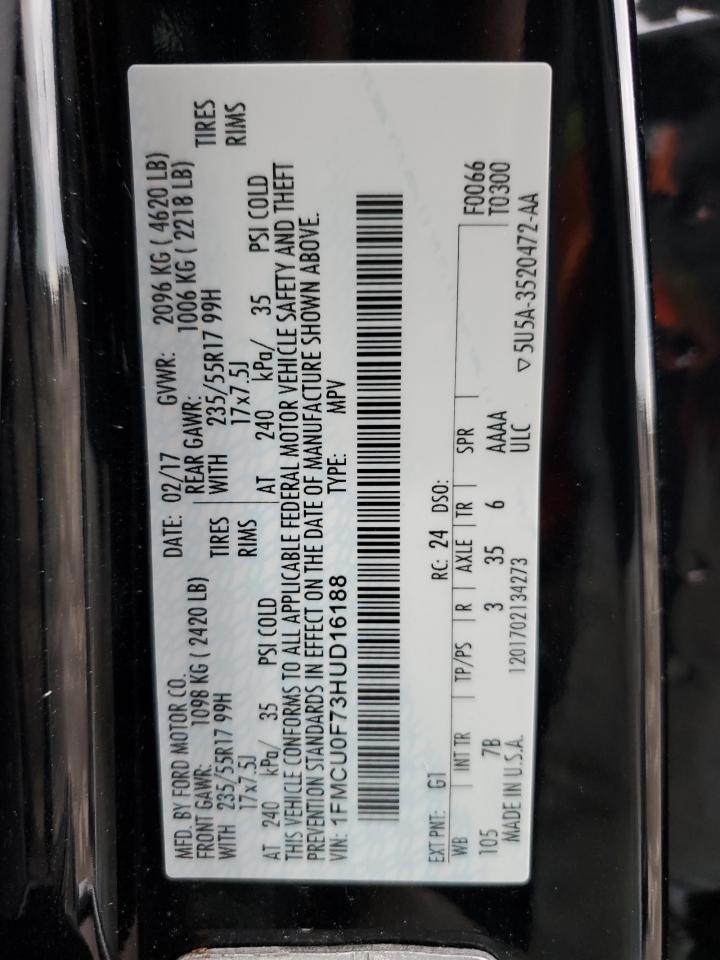 MFD. BY FORD MOTOR CO. DATE: 02/17 GVWR: 2096 KG ( 4620 LB)
FRONT GAWR: 1098 KG ( 2420 LB) REAR GAWR: 1006 KG ( 2218 LB)
WITH 235/55R17 99H TIRES WITH 235/55R17 99H TIRES
17x7.5J RIMS 17x7.5J RIMS
AT 240 kPa/ 35 PSI COLD AT 240 kPa/ 35 PSI COLD
THIS VEHICLE CONFORMS TO ALL APPLICABLE FEDERAL MOTOR VEHICLE SAFETY AND THEFT
PREVENTION STANDARDS IN EFFECT ON THE DATE OF MANUFACTURE SHOWN ABOVE.
VIN: 1FMCU0F73HUD16188 TYPE: MPV
EXT PNT: G1 RC: 24 DSO:
WB INT TR TP/PS R AXLE TR SPR F0066
105 7B 3 35 6 AAAA T0300
MADE IN U.S.A. 1201702134273 ULC ▽5U5A-3520472-AA